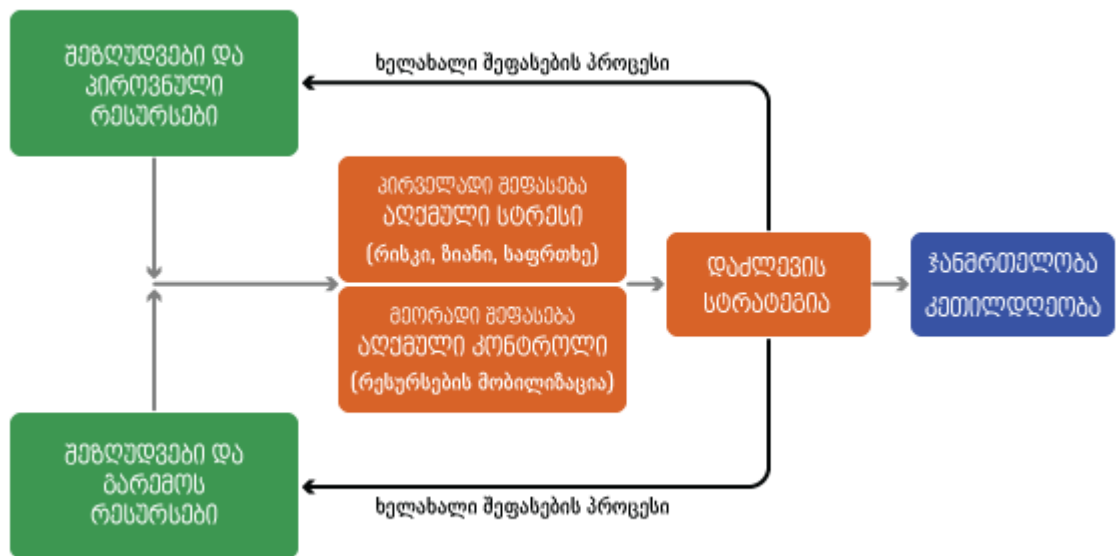 შეზღუდვები და
პიროვნული
რესურსები
ხელახალი შეფასების პროცესი
პირველადი შეფასება
აღქმული სტრესი
(რისკი, ზიანი, საფრთხე)
მეორადი შეფასება
აღქმული კონტროლი
(რესურსების მობილიზაცია)
დაძლევის
სტრატეგია
ჯანმრთელობა
კეთილდღეობა
შეზღუდვები და
გარემოს
რესურსები
ხელახალი შეფასების პროცესი